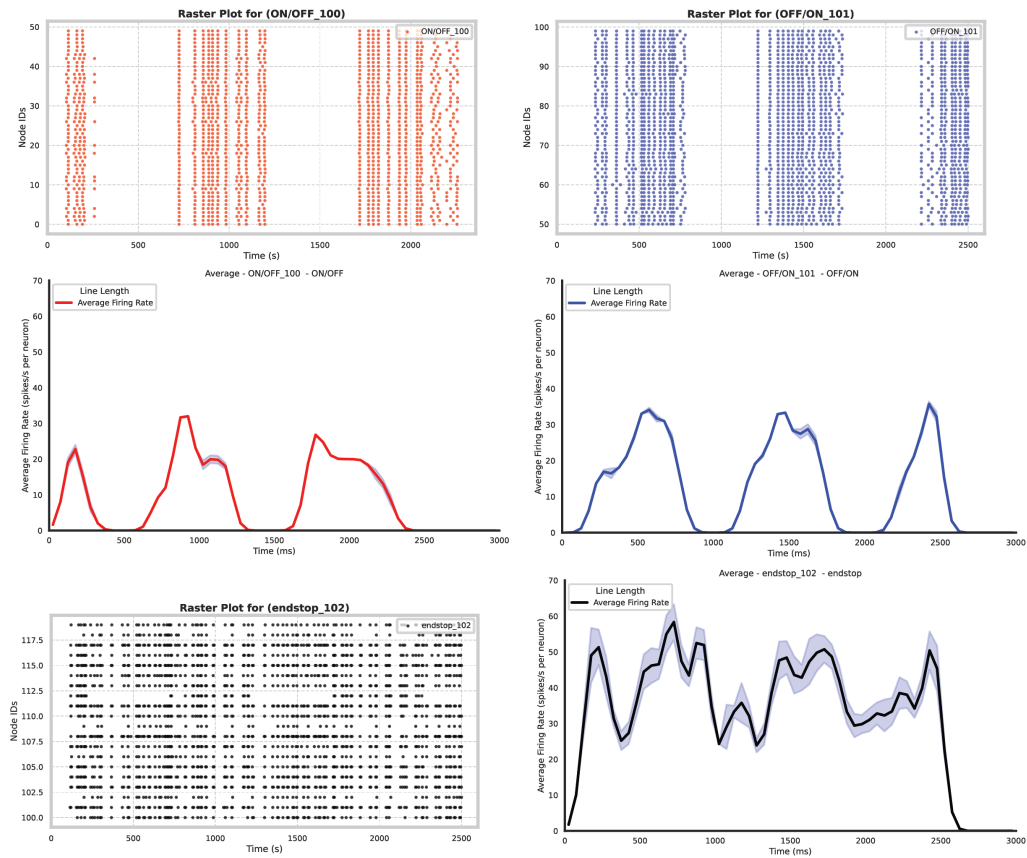 Raster Plot for (ON/OFF_100)
ON/OFF_100
Node IDs
50
40
30
20
10
0
0 500 1000 1500 2000
Time (s)
Raster Plot for (OFF/ON_101)
OFF/ON_101
Node IDs
100
90
80
70
60
50
0 500 1000 1500 2000 2500
Time (s)
Average - ON/OFF_100 - ON/OFF
Line Length
Average Firing Rate
Average Firing Rate (spikes/s per neuron)
70
60
50
40
30
20
10
0
0 500 1000 1500 2000 2500 3000
Time (ms)
Average - OFF/ON_101 - OFF/ON
Line Length
Average Firing Rate
Average Firing Rate (spikes/s per neuron)
70
60
50
40
30
20
10
0
0 500 1000 1500 2000 2500 3000
Time (ms)
Raster Plot for (endstop_102)
endstop_102
Node IDs
117.5
115.0
112.5
110.0
107.5
105.0
102.5
100.0
0 500 1000 1500 2000 2500
Time (s)
Average - endstop_102 - endstop
Line Length
Average Firing Rate
Average Firing Rate (spikes/s per neuron)
70
60
50
40
30
20
10
0
0 500 1000 1500 2000 2500 3000
Time (ms)